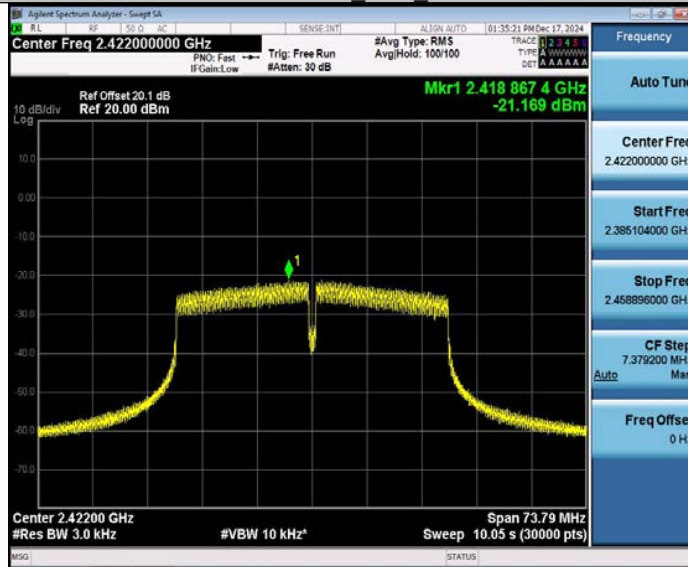 Agilent Spectrum Analyzer - Swept SA
RL RF 50 Ω AC SENSE:INT ALIGN AUTO 01:35:21 PM Dec 17, 2024
Center Freq 2.422000000 GHz
PNO: Fast
IFGain:Low
Trig: Free Run
#Atten: 30 dB
#Avg Type: RMS
Avg|Hold: 100/100
TRACE 1 2 3 4 5 6
TYPE A WWWWW
DET A A A A A A
Frequency
Auto Tune
Ref Offset 20.1 dB
10 dB/div Ref 20.00 dBm
Log
Mkr1 2.418 867 4 GHz
-21.169 dBm
10.0
0.00
-10.0
-20.0
-30.0
-40.0
-50.0
-60.0
-70.0
1
Center Freq
2.422000000 GHz
Start Freq
2.385104000 GHz
Stop Freq
2.458896000 GHz
CF Step
7.379200 MHz
Auto Man
Freq Offset
0 Hz
Center 2.42200 GHz Span 73.79 MHz
#Res BW 3.0 kHz #VBW 10 kHz* Sweep 10.05 s (30000 pts)
MSG STATUS